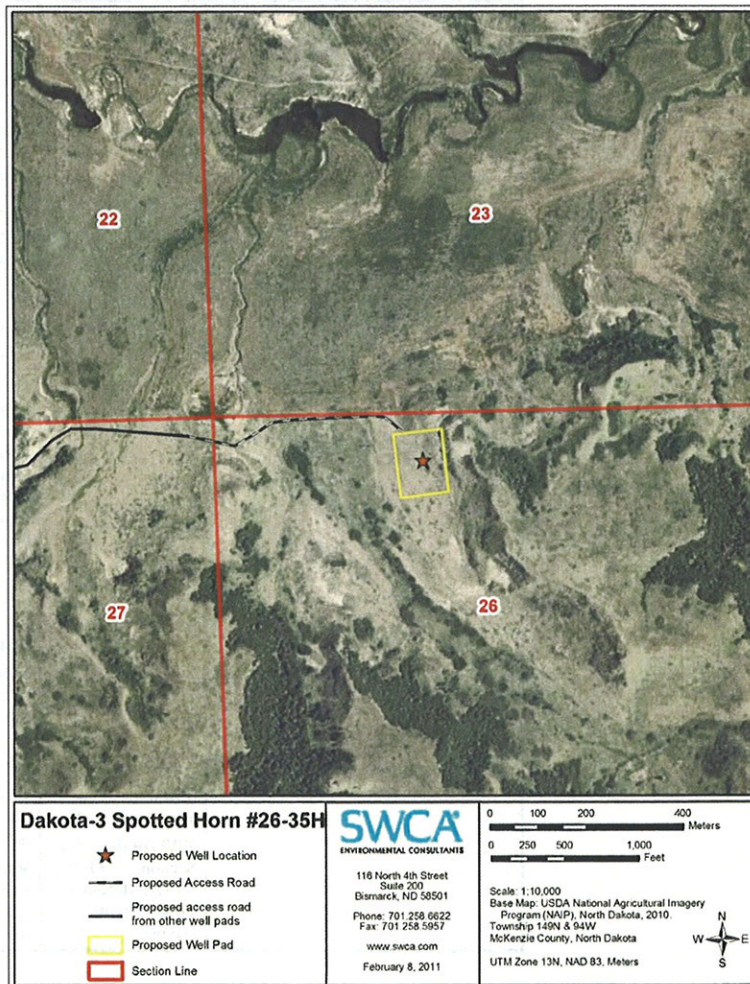 22
23
27
26
Dakota-3 Spotted Horn #26-35H
Proposed Well Location
Proposed Access Road
Proposed access road
from other well pads
Proposed Well Pad
Section Line
SWCA
ENVIRONMENTAL CONSULTANTS
116 North 4th Street
Suite 200
Bismarck, ND 58501
Phone: 701.258.6622
Fax: 701.258.5957
www.swca.com
February 8, 2011
0 100 200 400
Meters
0 250 500 1,000
Feet
Scale: 1:10,000
Base Map: USDA National Agricultural Imagery
Program (NAIP), North Dakota, 2010.
Township 149N & 94W
McKenzie County, North Dakota
UTM Zone 13N, NAD 83, Meters
N
W E
S